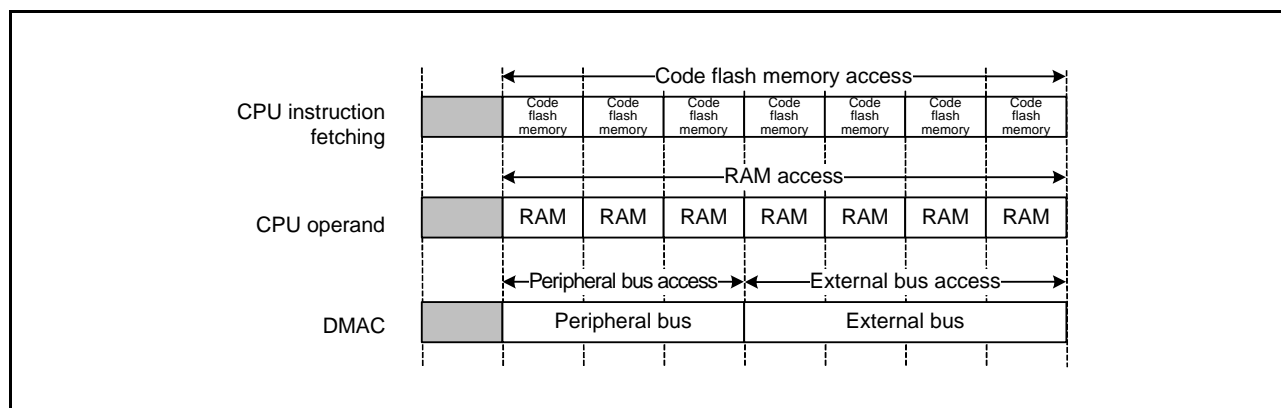 Code flash memory access
CPU instruction
fetching
Code
flash
memory
Code
flash
memory
Code
flash
memory
Code
flash
memory
Code
flash
memory
Code
flash
memory
Code
flash
memory
RAM access
CPU operand
RAM RAM RAM RAM RAM RAM RAM
Peripheral bus access External bus access
DMAC
Peripheral bus External bus